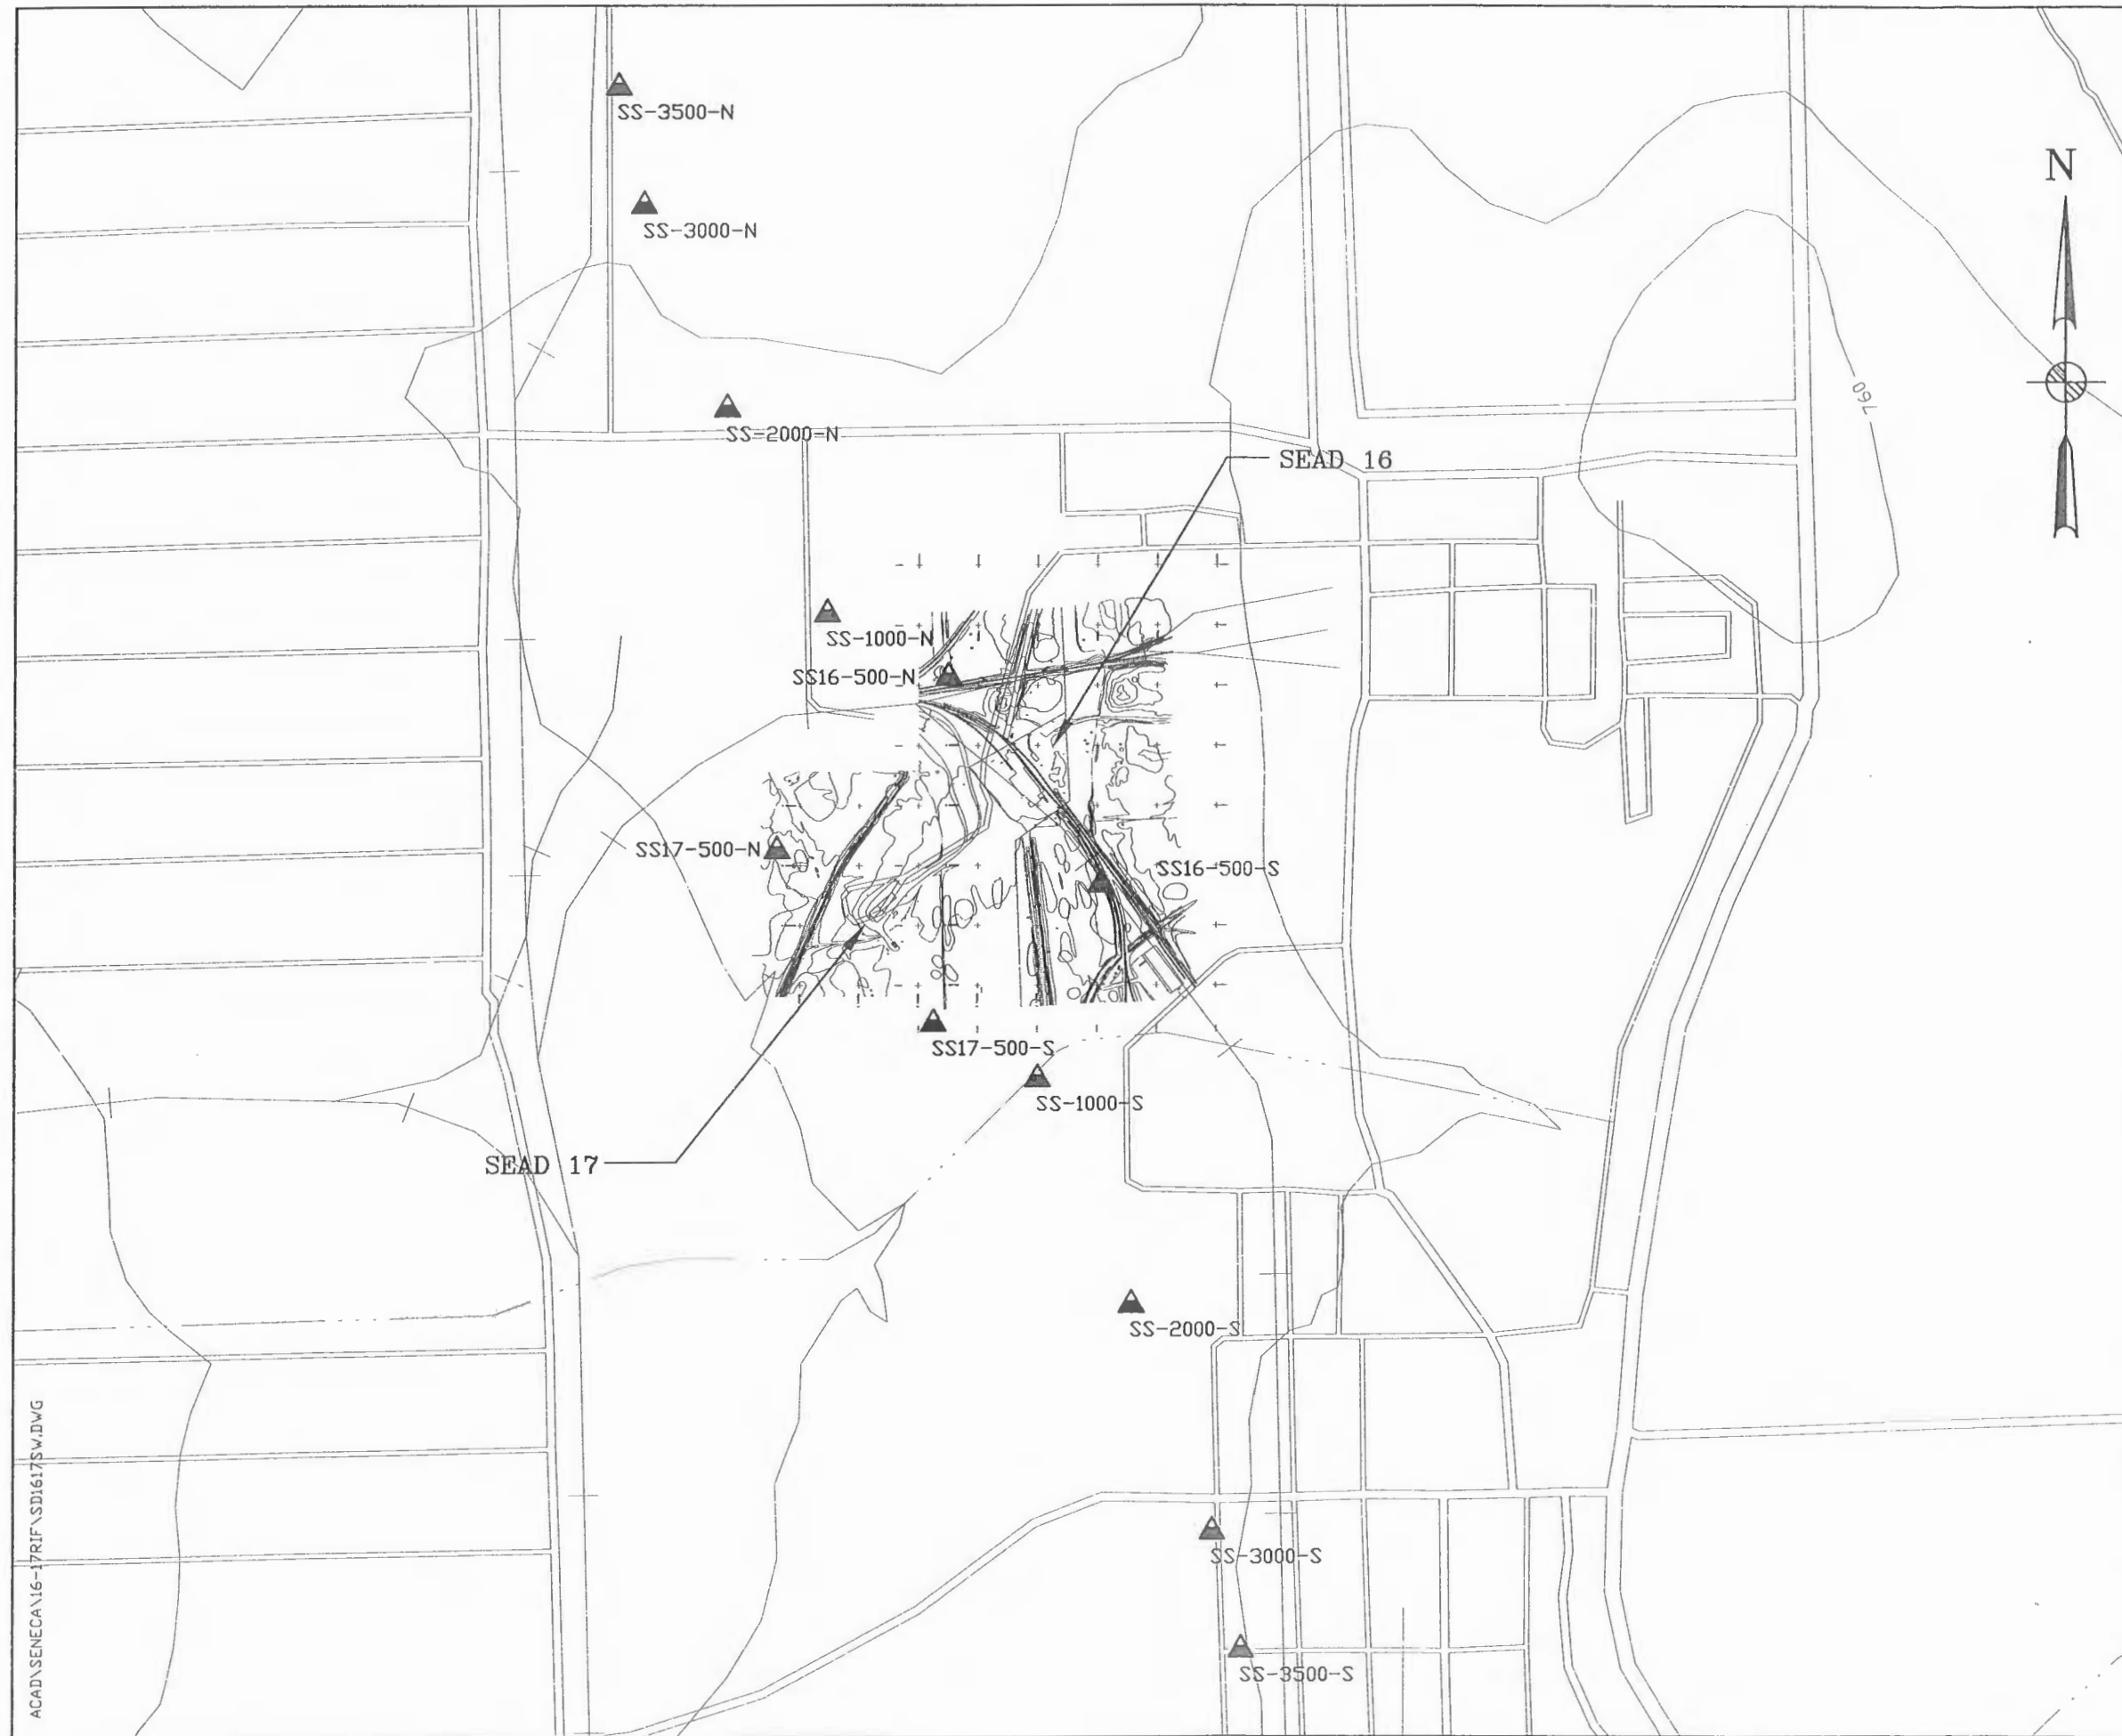 SS-3500-N
N
SS-3000-N
760
SS-2000-N
SEAD 16
SS-1000-N
SS16-500-N
SS17-500-N
SS16-500-S
SS17-500-S
SS-1000-S
SEAD 17
SS-2000-S
ACAD\SENECA\16-17RIF\SD1617SW.DWG
SS-3000-S
SS-3500-S